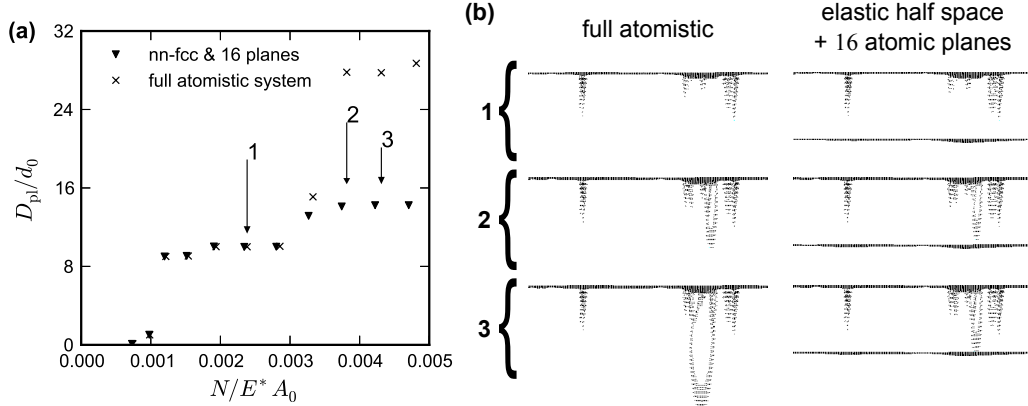 (a)
32
24
16
8
0
D_pl/d_0
nn-fcc & 16 planes
full atomistic system
1
2
3
0.000 0.001 0.002 0.003 0.004 0.005
N/E* A_0
(b)
full atomistic
elastic half space
+ 16 atomic planes
1
2
3